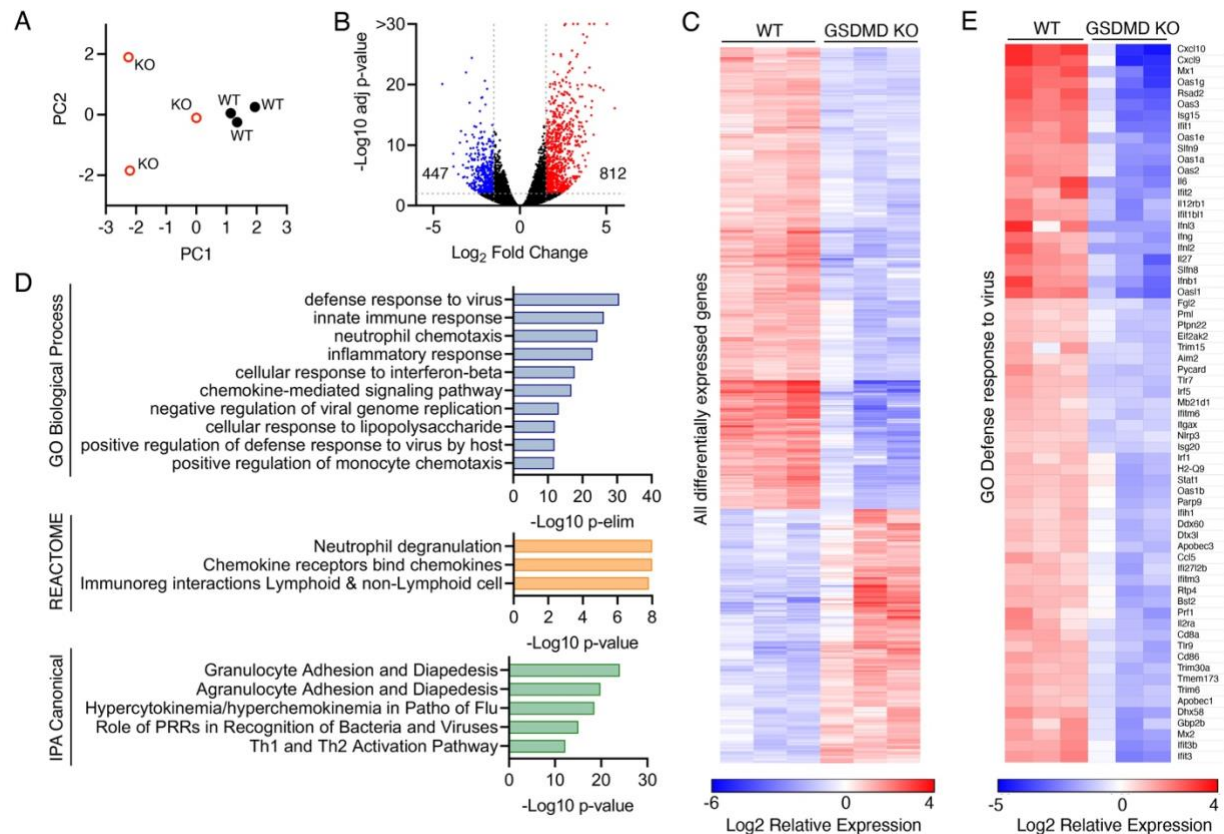 A
PC2
2
0
-2
KO
KO
KO
WT
WT
WT
-3
-2
-1
0
1
2
3
PC1
B
-Log10 adj p-value
>30
20
10
0
447
812
-5
0
5
Log2 Fold Change
C
WT
GSDMD KO
All differentially expressed genes
-6
0
4
Log2 Relative Expression
D
GO Biological Process
defense response to virus
innate immune response
neutrophil chemotaxis
inflammatory response
cellular response to interferon-beta
chemokine-mediated signaling pathway
negative regulation of viral genome replication
cellular response to lipopolysaccharide
positive regulation of defense response to virus by host
positive regulation of monocyte chemotaxis
0
10
20
30
40
-Log10 p-elim
REACTOME
Neutrophil degranulation
Chemokine receptors bind chemokines
Immunoreg interactions Lymphoid & non-Lymphoid cell
0
2
4
6
8
-Log10 p-value
IPA Canonical
Granulocyte Adhesion and Diapedesis
Agranulocyte Adhesion and Diapedesis
Hypercytokinemia/hyperchemokinemia in Patho of Flu
Role of PRRs in Recognition of Bacteria and Viruses
Th1 and Th2 Activation Pathway
0
10
20
30
-Log10 p-value
E
WT
GSDMD KO
GO Defense response to virus
Cxcl10
Cxcl9
Mx1
Oas1g
Rsad2
Oas3
Isg15
Ifit1
Oas1e
Slfn9
Oas1a
Oas2
Il6
Ifit2
Il12rb1
Ifit1bl1
Ifnl3
Ifng
Ifnl2
Il27
Slfn8
Ifnb1
Oasl1
Fgl2
Pml
Ptpn22
Eif2ak2
Trim15
Aim2
Pycard
Tlr7
Irf5
Mb21d1
Ifitm6
Itgax
Nlrp3
Isg20
Irf1
H2-Q9
Stat1
Oas1b
Parp9
Ifih1
Ddx60
Dtx3l
Apobec3
Ccl5
Ifi27l2b
Ifitm3
Rtp4
Bst2
Prf1
Il2ra
Cd8a
Tlr9
Cd86
Trim30a
Tmem173
Trim6
Apobec1
Dhx58
Gbp2b
Mx2
Ifit3b
Ifit3
-5
0
4
Log2 Relative Expression